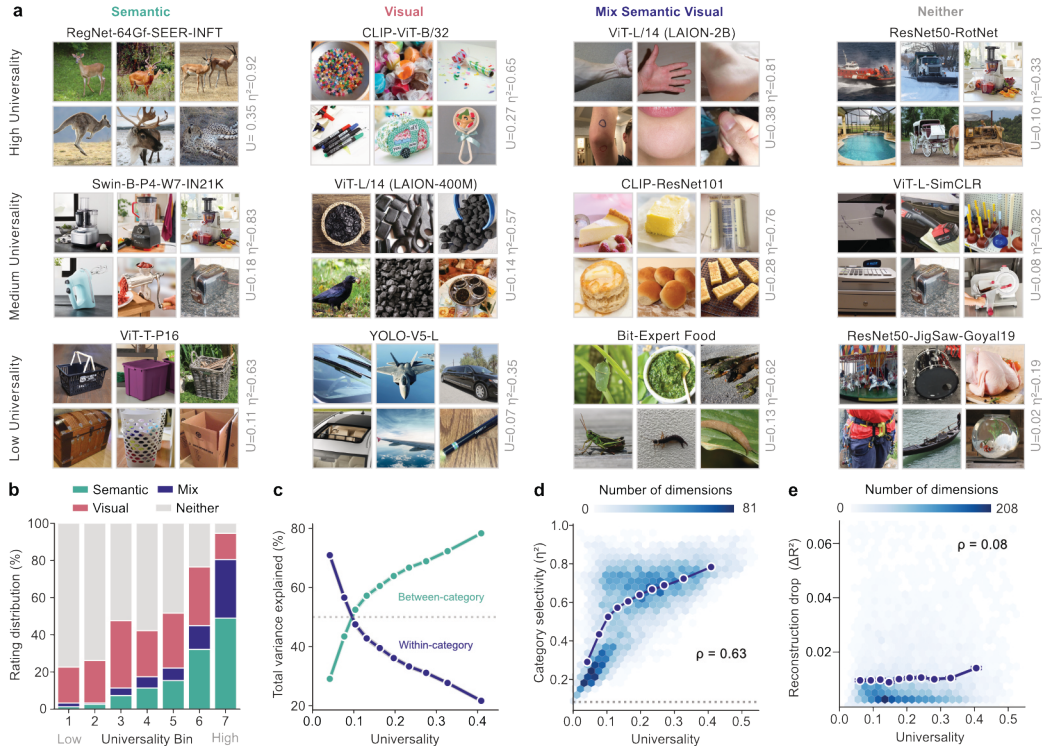 a
Semantic
Visual
Mix Semantic Visual
Neither
High Universality
RegNet-64Gf-SEER-INFT
U= 0.35 η²=0.92
CLIP-ViT-B/32
U=0.27 η²=0.65
ViT-L/14 (LAION-2B)
U=0.38 η²=0.81
ResNet50-RotNet
U=0.10 η²=0.33
Medium Universality
Swin-B-P4-W7-IN21K
U=0.18 η²=0.83
ViT-L/14 (LAION-400M)
U=0.14 η²=0.57
CLIP-ResNet101
U=0.28 η²=0.76
ViT-L-SimCLR
U=0.08 η²=0.32
Low Universality
ViT-T-P16
U=0.11 η²=0.63
YOLO-V5-L
U=0.07 η²=0.35
Bit-Expert Food
U=0.13 η²=0.62
ResNet50-JigSaw-Goyal19
U=0.02 η²=0.19
b
Semantic
Mix
Visual
Neither
Rating distribution (%)
100
80
60
40
20
0
1 2 3 4 5 6 7
Low Universality Bin High
c
Total variance explained (%)
80
60
40
20
Between-category
Within-category
0.0 0.1 0.2 0.3 0.4
Universality
d
Number of dimensions
0 81
Category selectivity (η²)
1.0
0.8
0.6
0.4
0.2
ρ = 0.63
0.0 0.1 0.2 0.3 0.4 0.5
Universality
e
Number of dimensions
0 208
Reconstruction drop (ΔR²)
0.06
0.04
0.02
ρ = 0.08
0.0 0.1 0.2 0.3 0.4 0.5
Universality